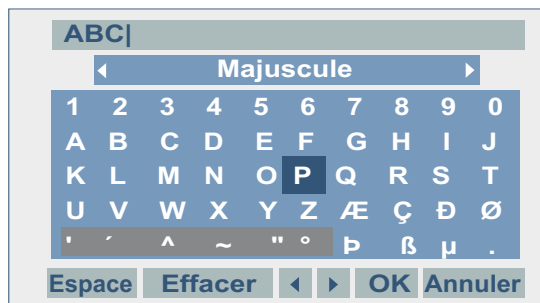 ABC|
Majuscule
1 2 3 4 5 6 7 8 9 0
A B C D E F G H I J
K L M N O P Q R S T
U V W X Y Z Æ Ç Đ Ø
' ´ ^ ~ " ° Þ ß µ .
Espace Effacer OK Annuler